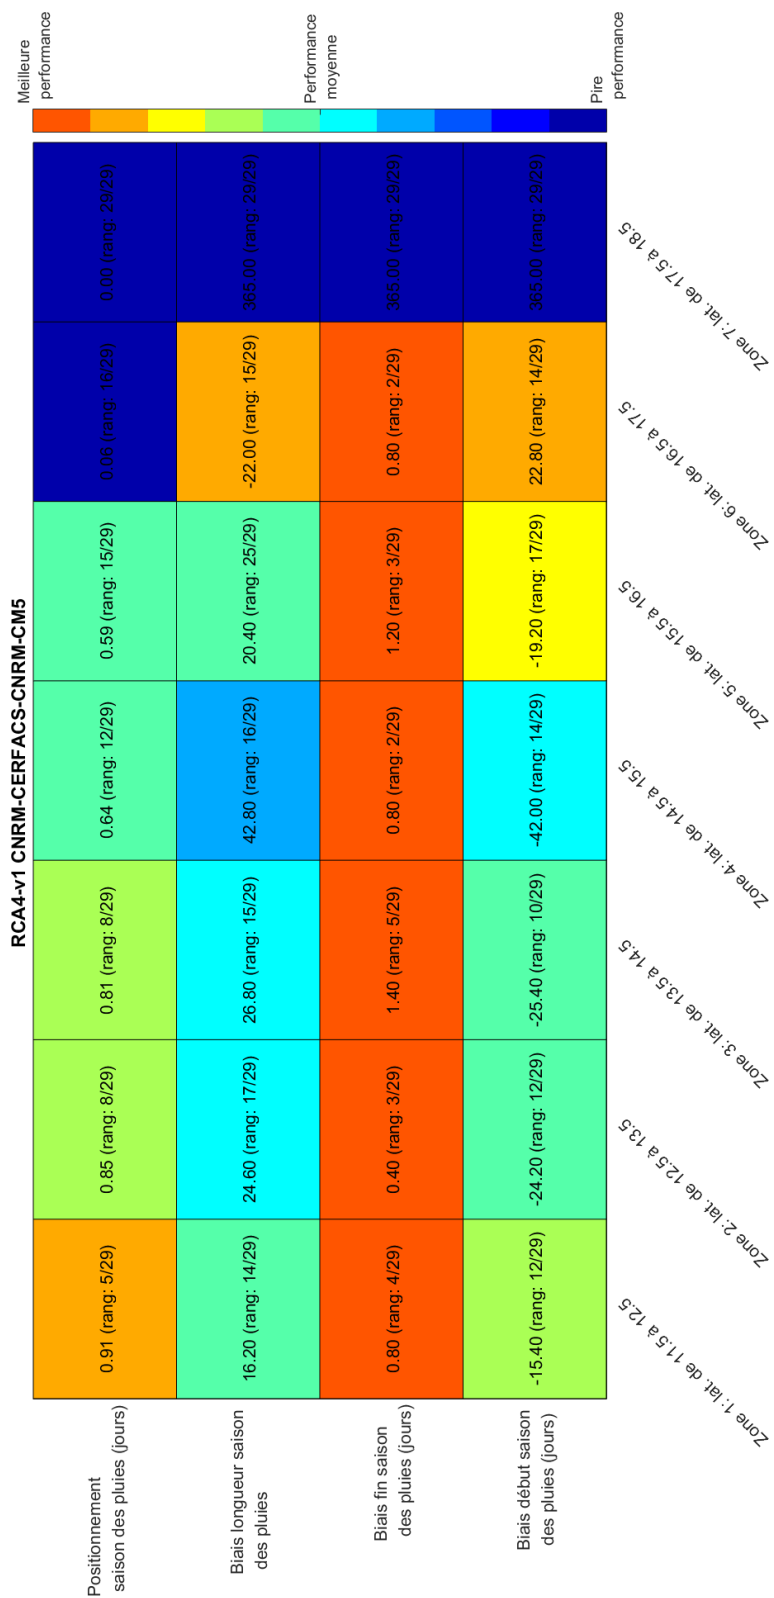 RCA4-v1 CNRM-CERFACS-CNRM-CM5
Positionnement
saison des pluies (jours)
0.91 (rang: 5/29)
0.85 (rang: 8/29)
0.81 (rang: 8/29)
0.64 (rang: 12/29)
0.59 (rang: 15/29)
0.06 (rang: 16/29)
0.00 (rang: 29/29)
Biais longueur saison
des pluies
16.20 (rang: 14/29)
24.60 (rang: 17/29)
26.80 (rang: 15/29)
42.80 (rang: 16/29)
20.40 (rang: 25/29)
-22.00 (rang: 15/29)
365.00 (rang: 29/29)
Biais fin saison
des pluies (jours)
0.80 (rang: 4/29)
0.40 (rang: 3/29)
1.40 (rang: 5/29)
0.80 (rang: 2/29)
1.20 (rang: 3/29)
0.80 (rang: 2/29)
365.00 (rang: 29/29)
Biais début saison
des pluies (jours)
-15.40 (rang: 12/29)
-24.20 (rang: 12/29)
-25.40 (rang: 10/29)
-42.00 (rang: 14/29)
-19.20 (rang: 17/29)
22.80 (rang: 14/29)
365.00 (rang: 29/29)
Zone 1: lat. de 11.5 à 12.5
Zone 2: lat. de 12.5 à 13.5
Zone 3: lat. de 13.5 à 14.5
Zone 4: lat. de 14.5 à 15.5
Zone 5: lat. de 15.5 à 16.5
Zone 6: lat. de 16.5 à 17.5
Zone 7: lat. de 17.5 à 18.5
Meilleure
performance
Performance
moyenne
Pire
performance